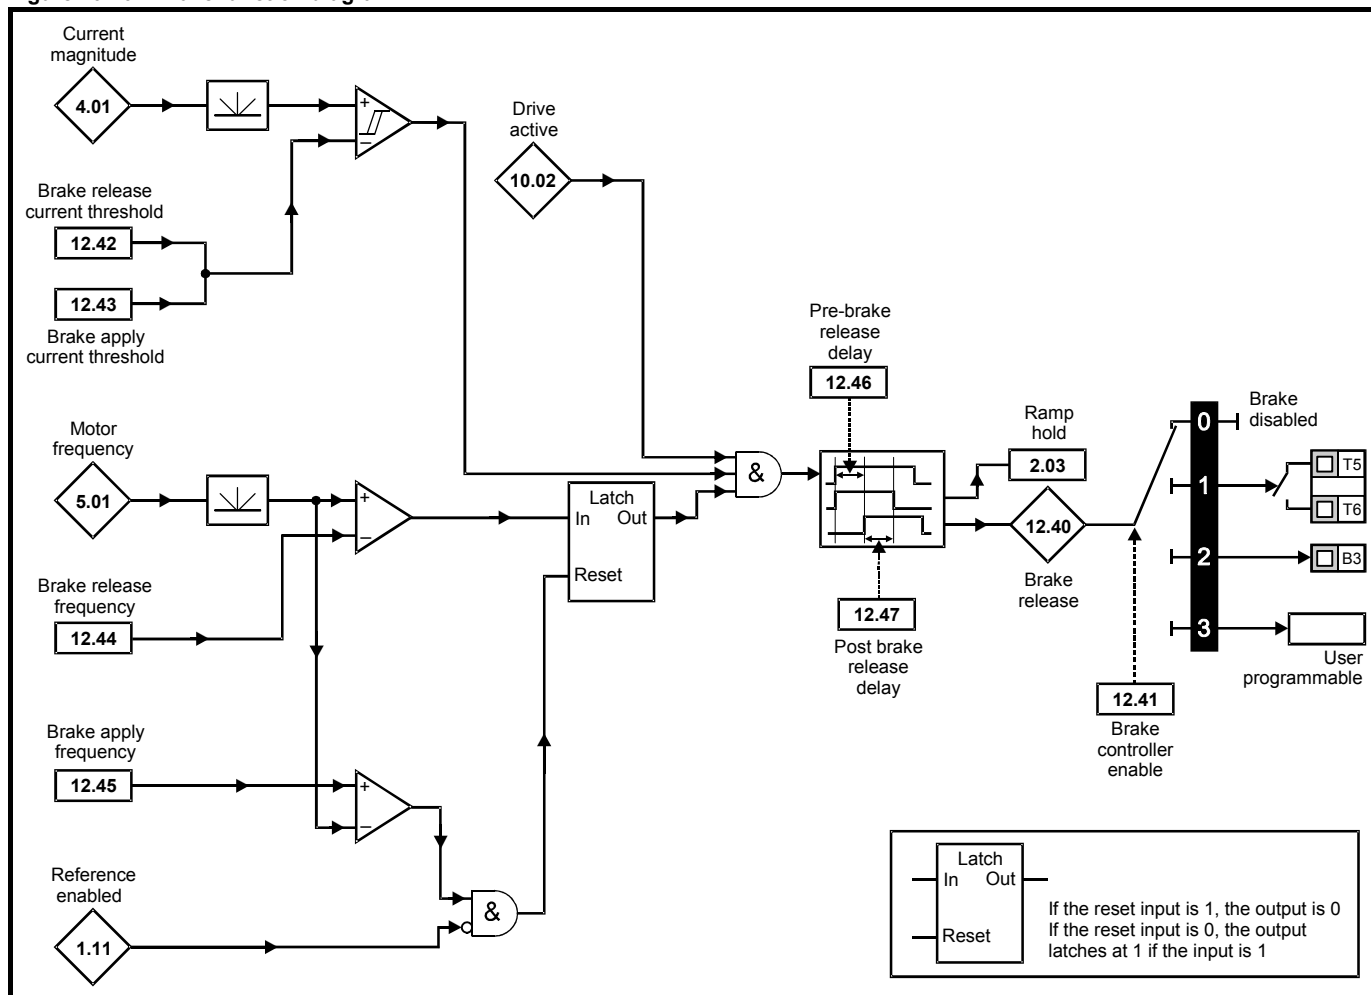 Current
magnitude
4.01
+
−
Brake release
current threshold
12.42
12.43
Brake apply
current threshold
Drive
active
10.02
Motor
frequency
5.01
+
−
Brake release
frequency
12.44
Latch
In Out
Reset
&
Pre-brake
release
delay
12.46
12.47
Post brake
release
delay
Ramp
hold
2.03
12.40
Brake
release
0
1
2
3
Brake
disabled
T5
T6
B3
User
programmable
12.41
Brake
controller
enable
Brake apply
frequency
12.45
+
−
Reference
enabled
1.11
&
Latch
In Out
Reset
If the reset input is 1, the output is 0
If the reset input is 0, the output
latches at 1 if the input is 1